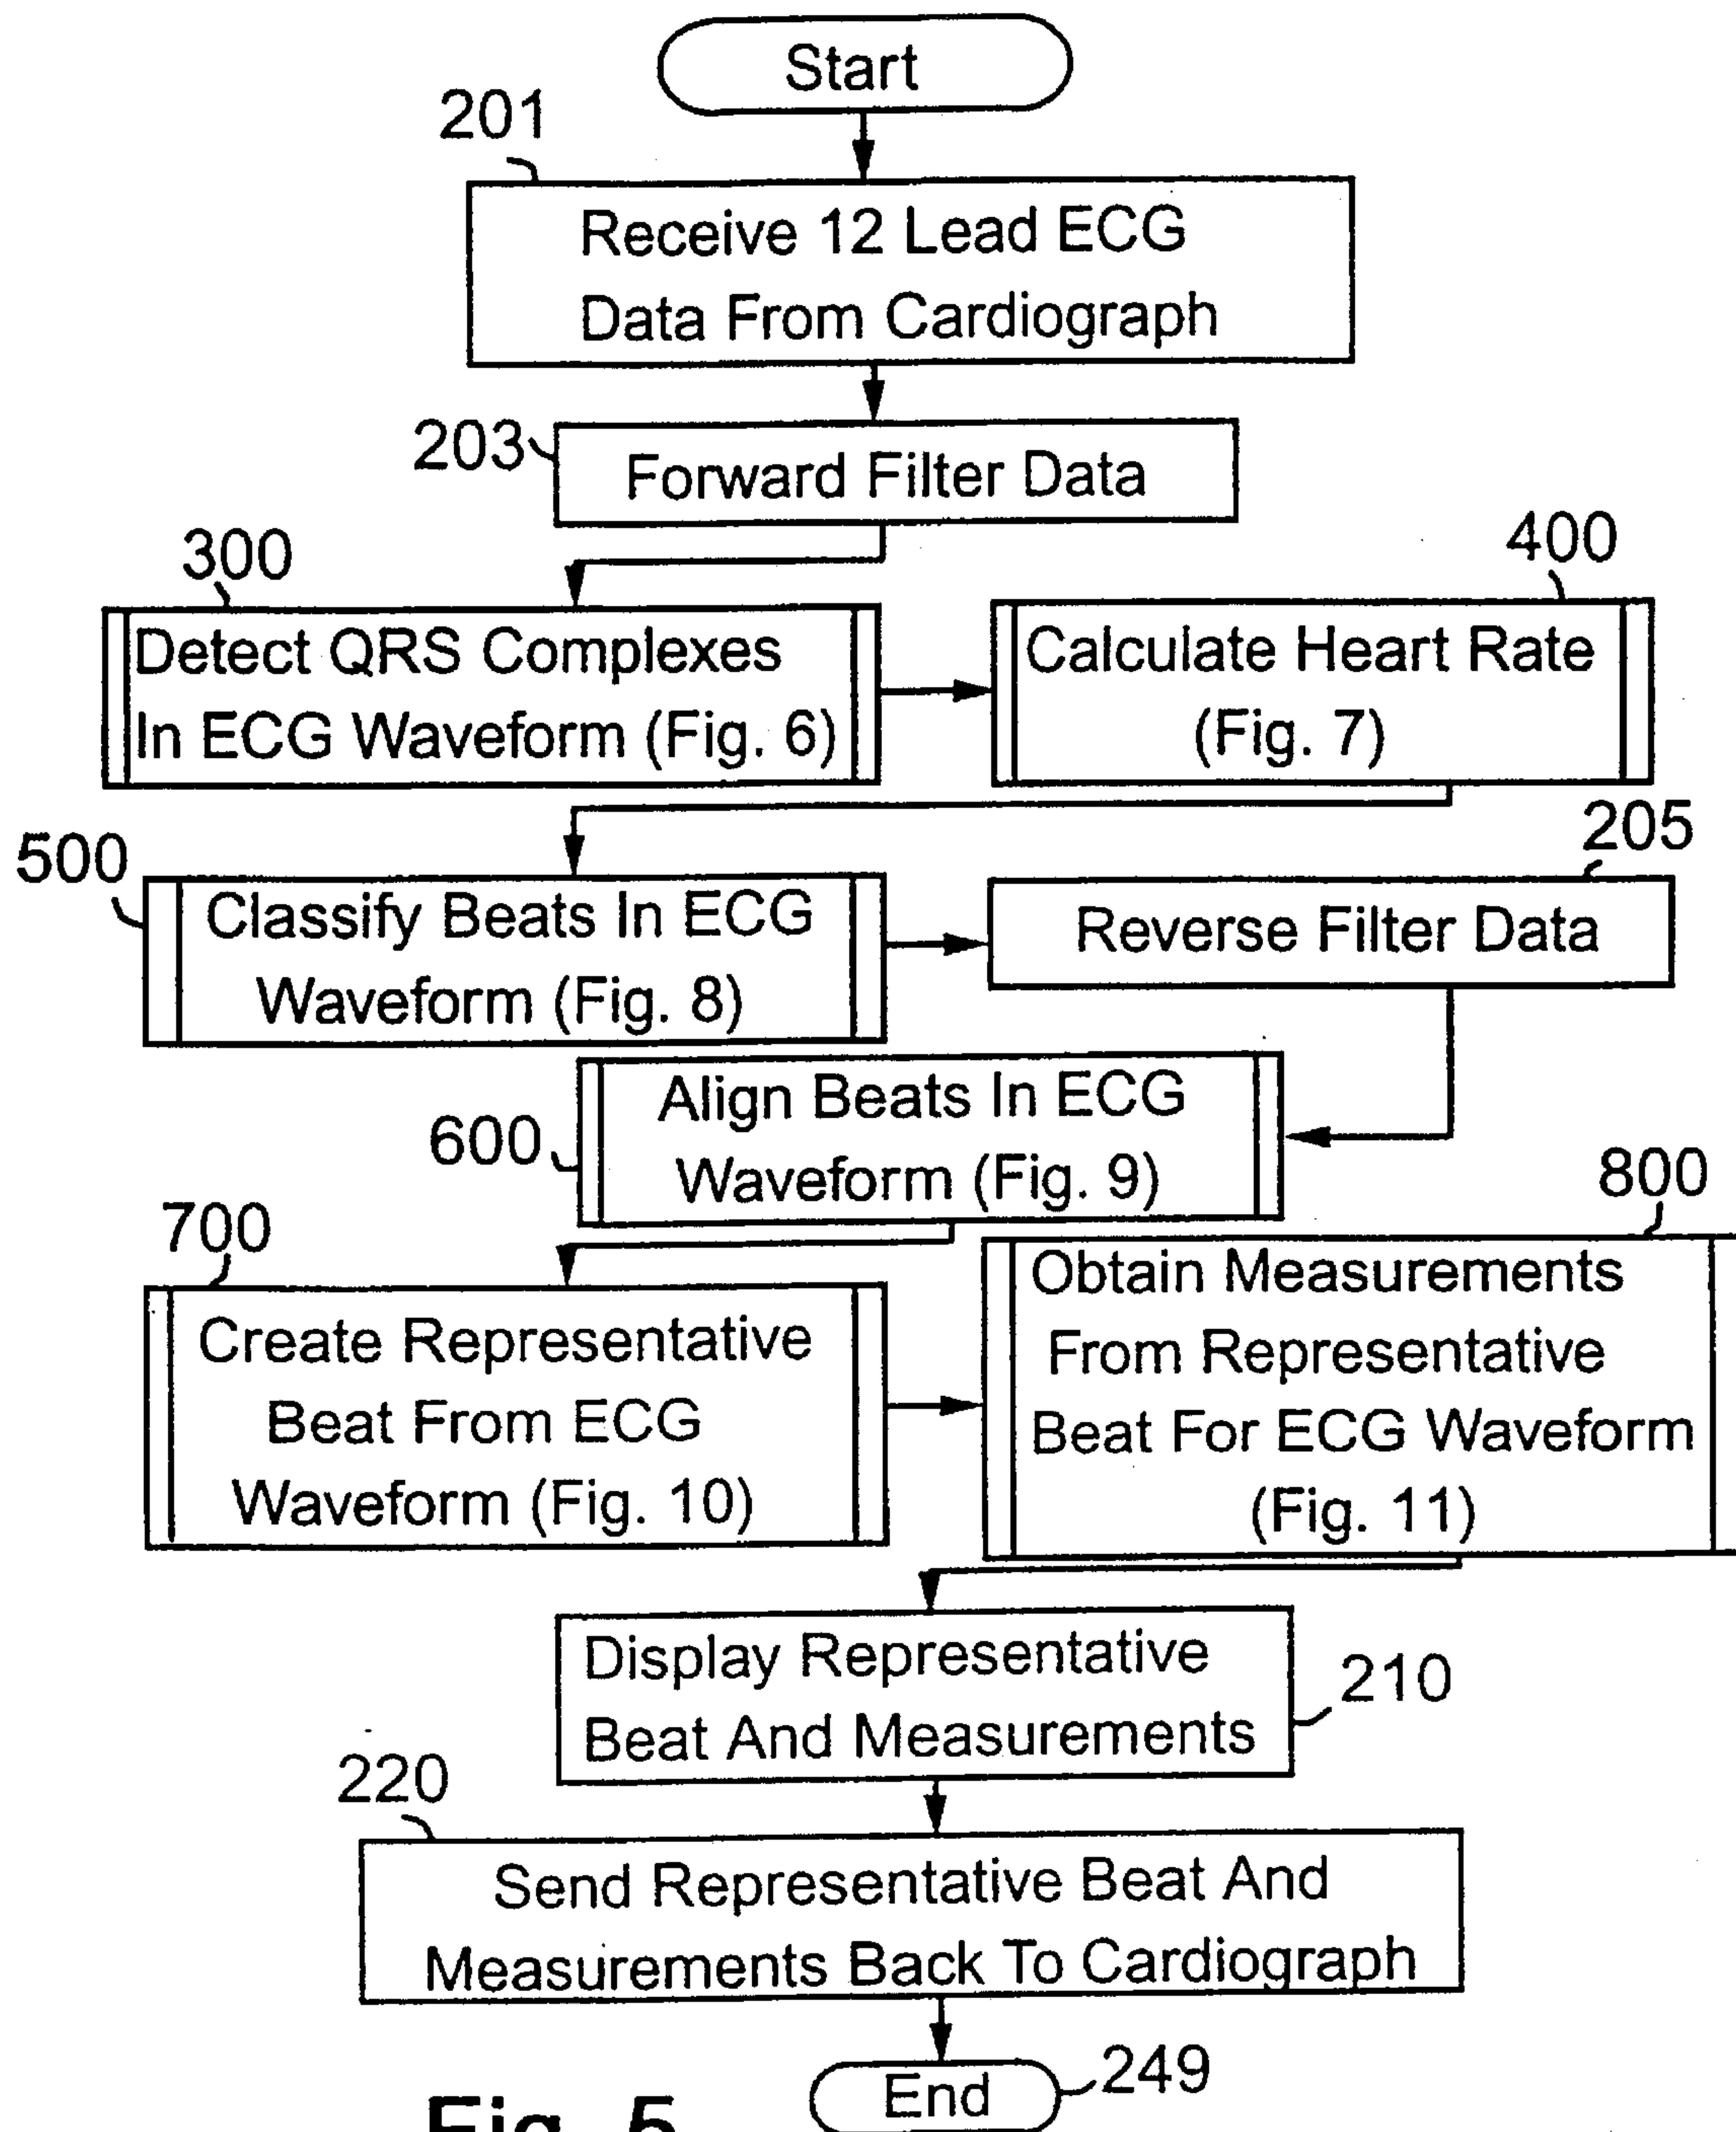 Start
201
Receive 12 Lead ECG
Data From Cardiograph
203
Forward Filter Data
300
400
Detect QRS Complexes
In ECG Waveform (Fig. 6)
Calculate Heart Rate
(Fig. 7)
500
205
Classify Beats In ECG
Waveform (Fig. 8)
Reverse Filter Data
600
Align Beats In ECG
Waveform (Fig. 9)
700
800
Create Representative
Beat From ECG
Waveform (Fig. 10)
Obtain Measurements
From Representative
Beat For ECG Waveform
(Fig. 11)
Display Representative
Beat And Measurements
210
220
Send Representative Beat And
Measurements Back To Cardiograph
End
249
Fig. 5